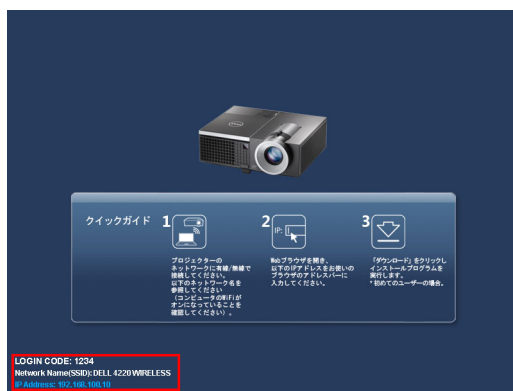 クイックガイド
1
2
3
IP:
プロジェクターの
ネットワークに有線/無線で
接続してください。
以下のネットワーク名を
参照してください
（コンピュータのWiFiが
オンになっていることを
確認してください）。
Webブラウザを開き、
以下のIPアドレスをお使いの
ブラウザのアドレスバーに
入力してください。
「ダウンロード」をクリックし
インストールプログラムを
実行します。
*初めてのユーザーの場合。
LOGIN CODE: 1234
Network Name(SSID):DELL 4220 WIRELESS
IP Address: 192.168.100.10